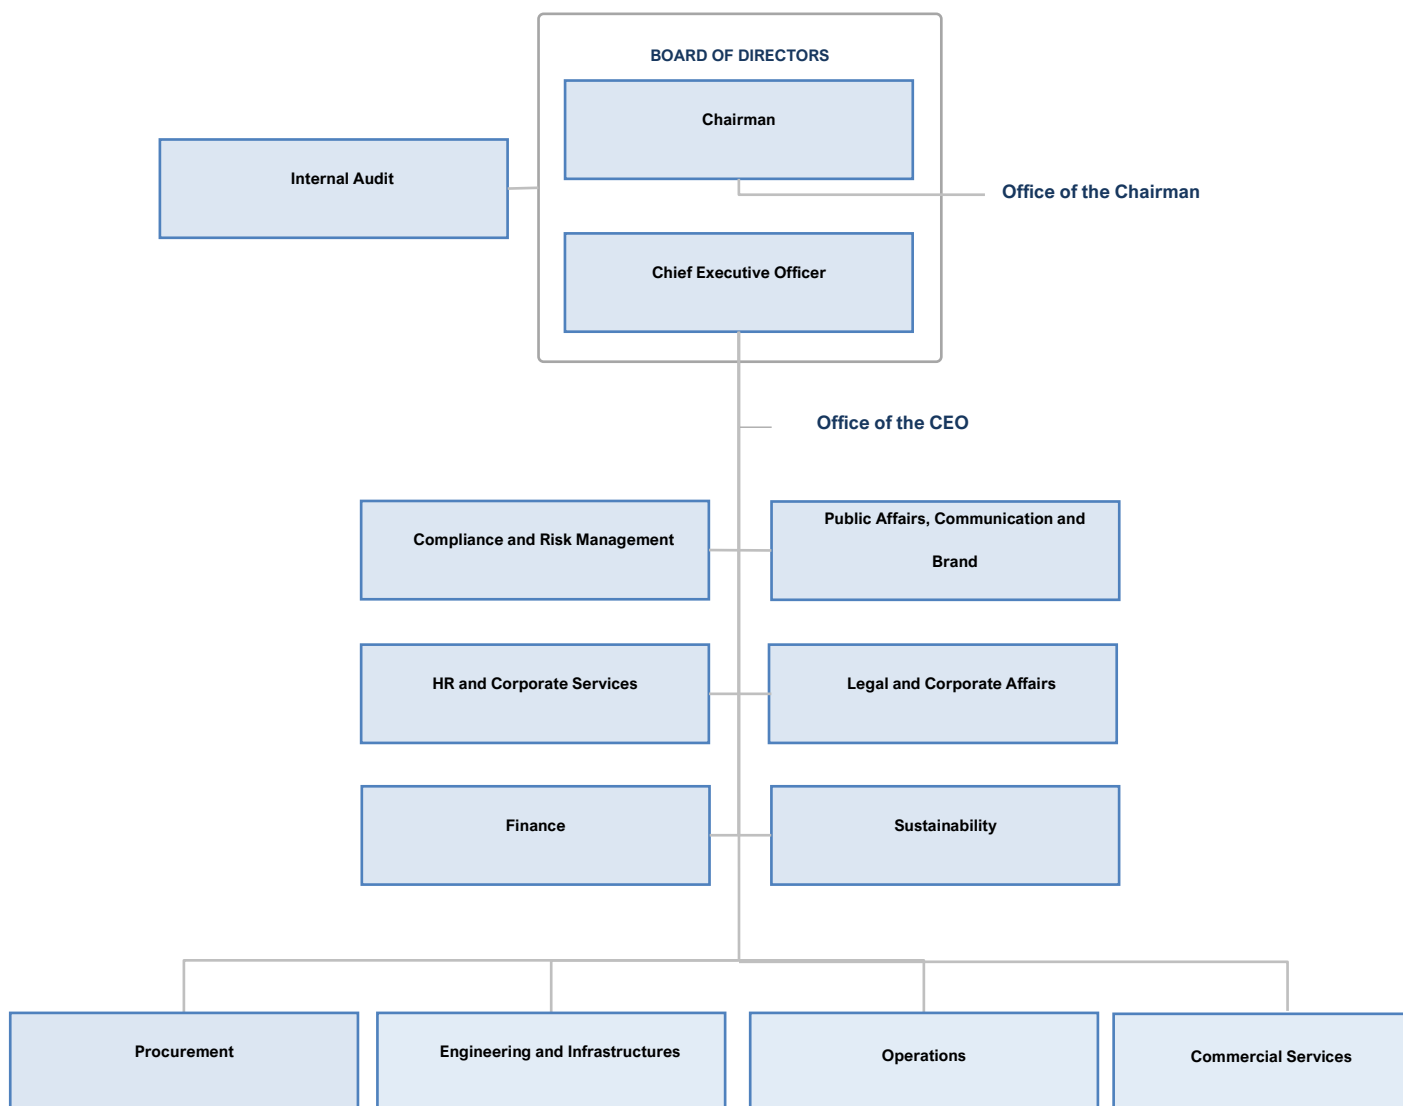 BOARD OF DIRECTORS
Chairman
Internal Audit
Office of the Chairman
Chief Executive Officer
Office of the CEO
Compliance and Risk Management
Public Affairs, Communication and
Brand
HR and Corporate Services
Legal and Corporate Affairs
Finance
Sustainability
Procurement
Engineering and Infrastructures
Operations
Commercial Services